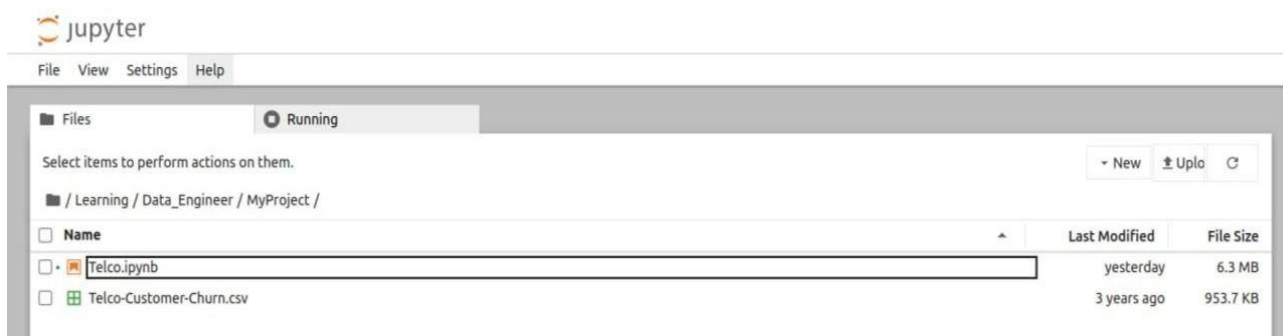 jupyter
File View Settings Help
Files Running
Select items to perform actions on them.
New Uplo
/ Learning / Data_Engineer / MyProject /
Name Last Modified File Size
Telco.ipynb yesterday 6.3 MB
Telco-Customer-Churn.csv 3 years ago 953.7 KB